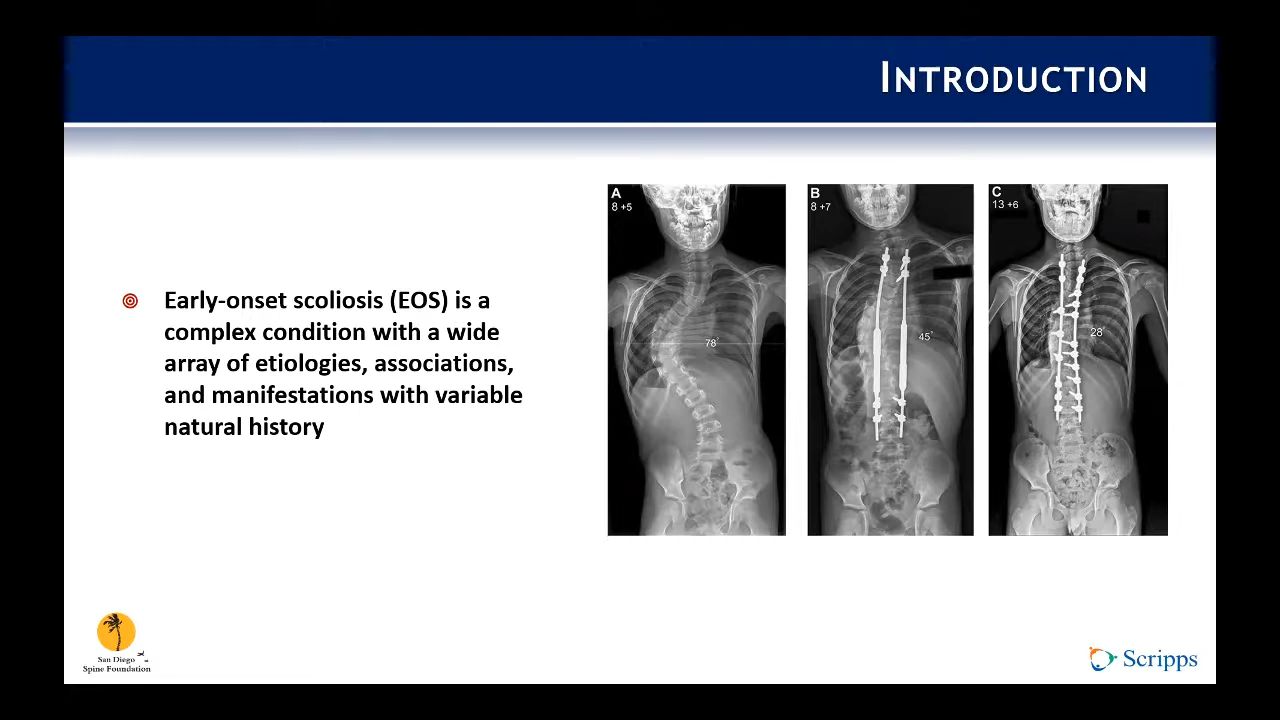 INTRODUCTION
Early-onset scoliosis (EOS) is a
complex condition with a wide
array of etiologies, associations,
and manifestations with variable
natural history
A
8 +5
78°
B
8 +7
45°
C
13 +6
28°
San Diego
Spine Foundation
Scripps